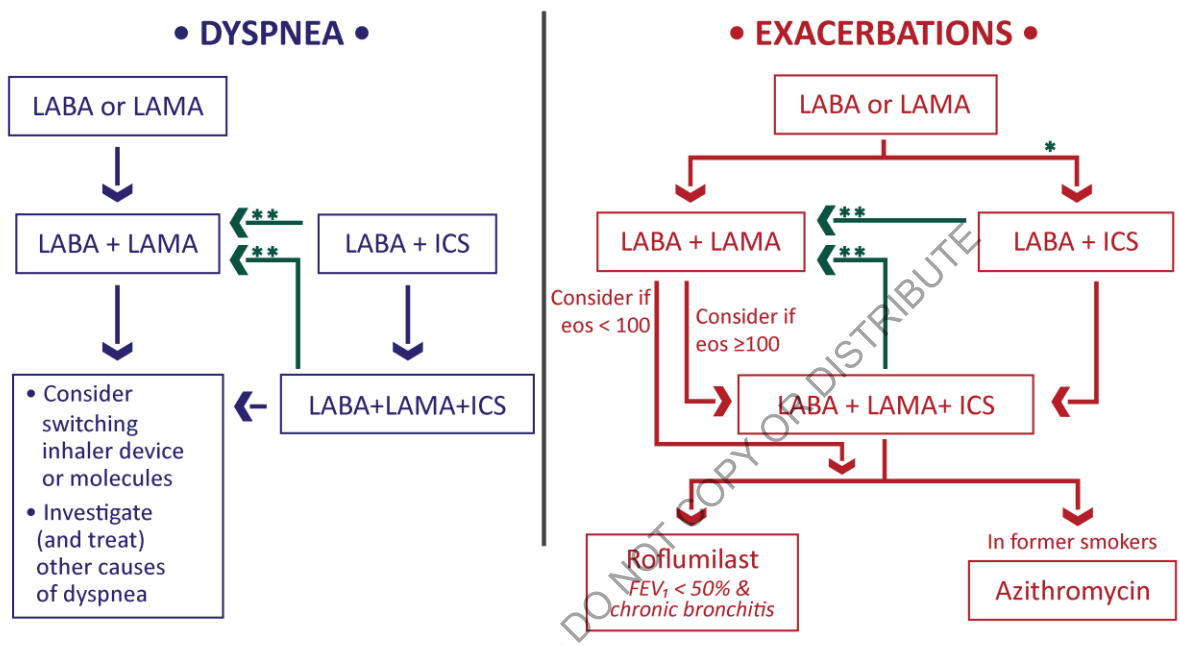 • DYSPNEA •
LABA or LAMA
LABA + LAMA
**
**
LABA + ICS
• Consider
switching
inhaler device
or molecules
• Investigate
(and treat)
other causes
of dyspnea
LABA+LAMA+ICS
• EXACERBATIONS •
LABA or LAMA
*
LABA + LAMA
**
**
LABA + ICS
Consider if
eos < 100
Consider if
eos ≥100
LABA + LAMA+ ICS
Roflumilast
FEV₁ < 50% &
chronic bronchitis
In former smokers
Azithromycin
DO NOT COPY OR DISTRIBUTE